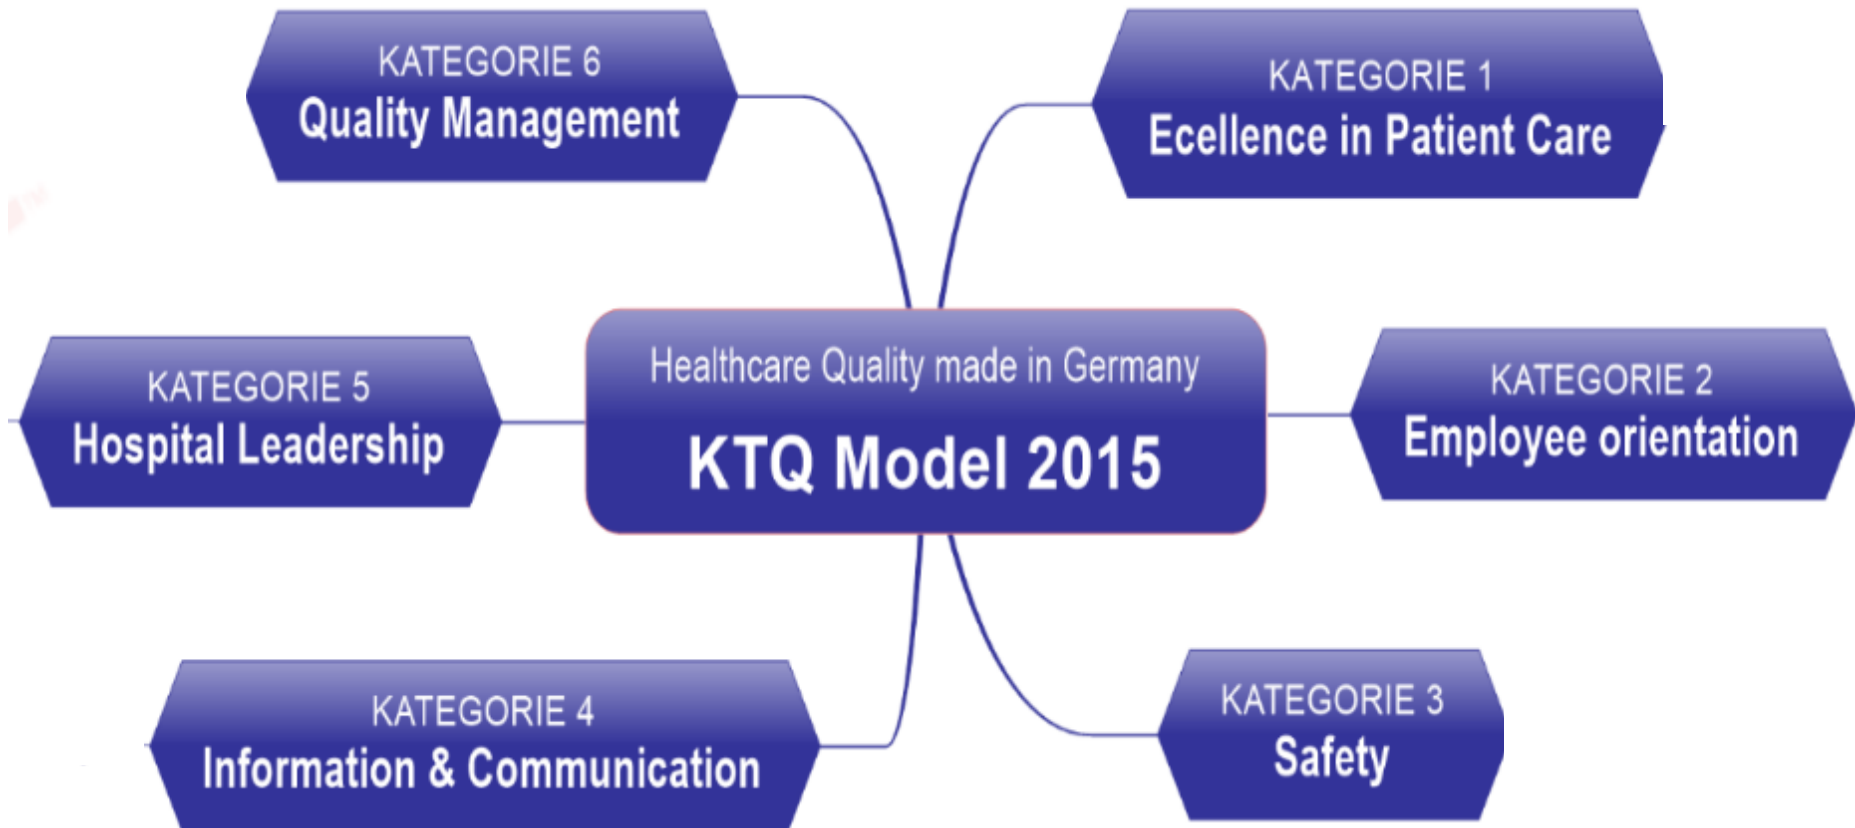 KATEGORIE 6
Quality Management
KATEGORIE 1
Ecellence in Patient Care
Healthcare Quality made in Germany
KTQ Model 2015
KATEGORIE 5
Hospital Leadership
KATEGORIE 2
Employee orientation
KATEGORIE 4
Information & Communication
KATEGORIE 3
Safety